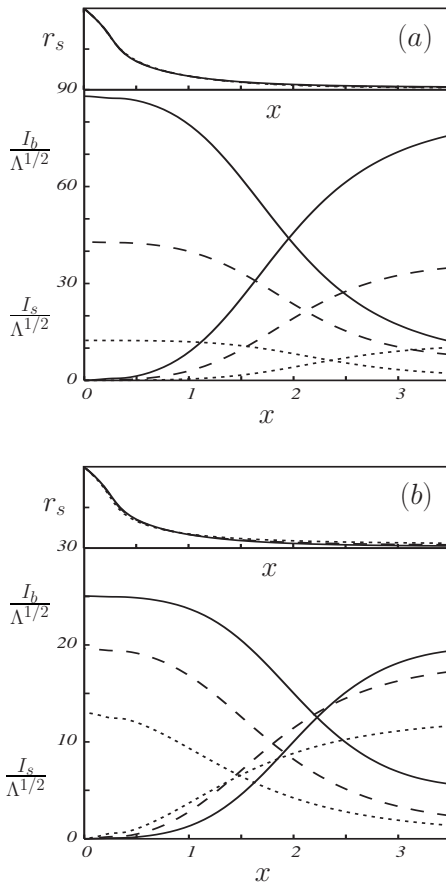 r_s
(a)
90
x
I_b/Λ^{1/2}
60
30
I_s/Λ^{1/2}
0
0 1 2 3
x
r_s
(b)
30
x
I_b/Λ^{1/2}
20
10
I_s/Λ^{1/2}
0
0 1 2 3
x